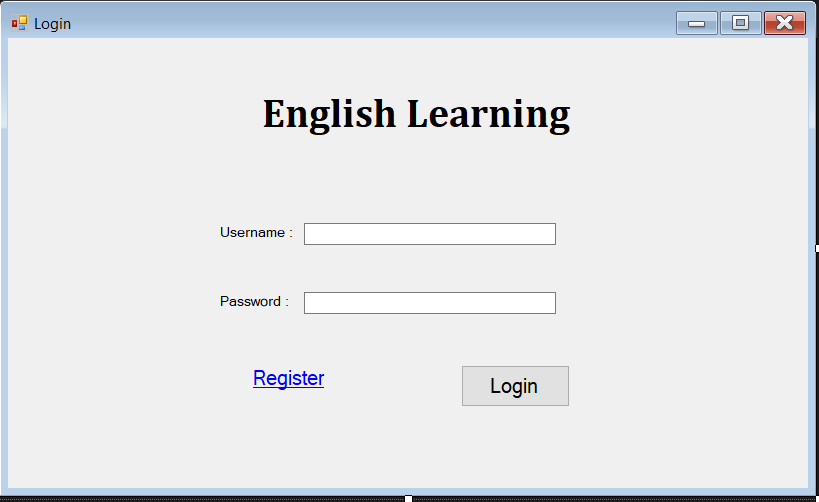 Login
English Learning
Username :
Password :
Register
Login